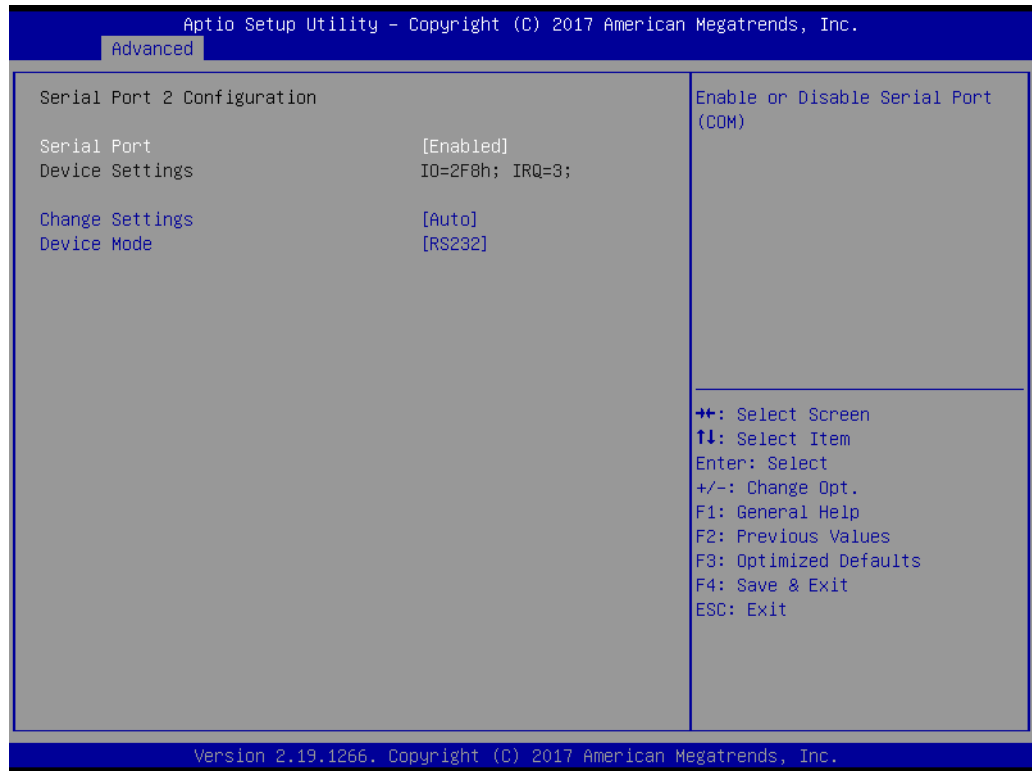 Aptio Setup Utility – Copyright (C) 2017 American Megatrends, Inc.
Advanced
Serial Port 2 Configuration
Serial Port [Enabled]
Device Settings IO=2F8h; IRQ=3;
Change Settings [Auto]
Device Mode [RS232]
Enable or Disable Serial Port
(COM)
→←: Select Screen
↑↓: Select Item
Enter: Select
+/-: Change Opt.
F1: General Help
F2: Previous Values
F3: Optimized Defaults
F4: Save & Exit
ESC: Exit
Version 2.19.1266. Copyright (C) 2017 American Megatrends, Inc.